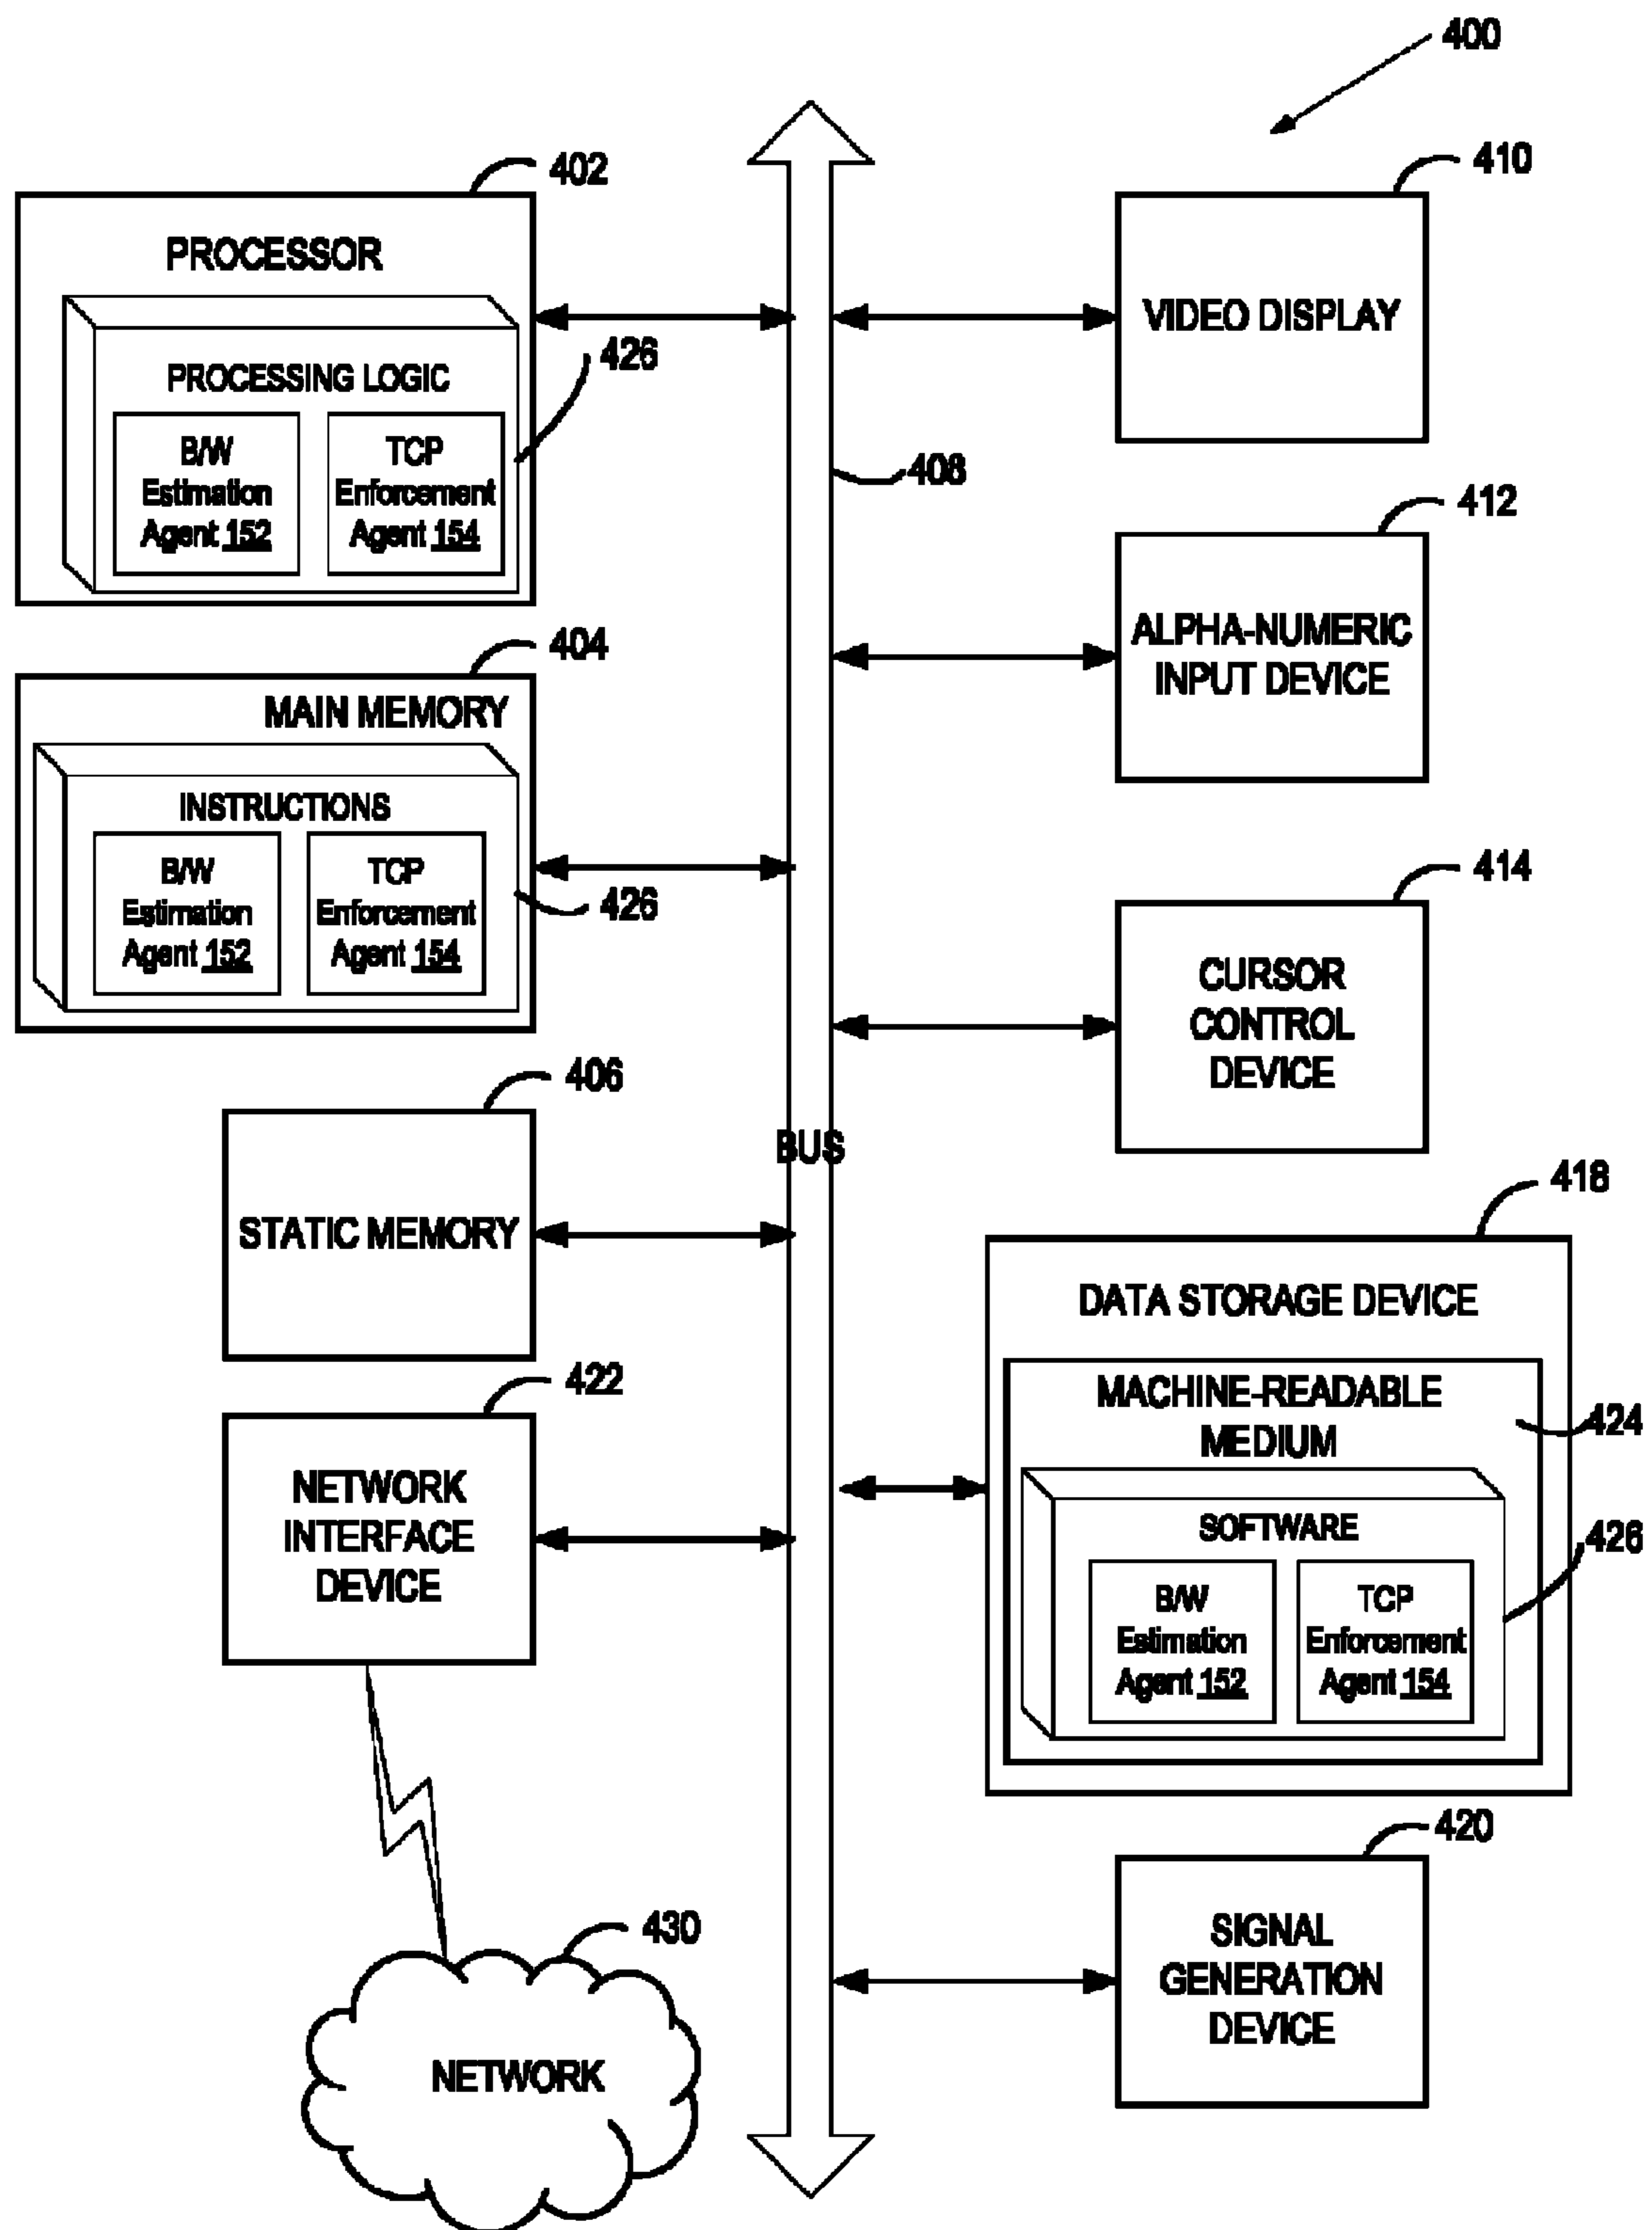 400
402
PROCESSOR
PROCESSING LOGIC
426
B/W
Estimation
Agent 152
TCP
Enforcement
Agent 154
404
MAIN MEMORY
INSTRUCTIONS
B/W
Estimation
Agent 152
TCP
Enforcement
Agent 154
426
406
STATIC MEMORY
422
NETWORK
INTERFACE
DEVICE
430
NETWORK
408
BUS
410
VIDEO DISPLAY
412
ALPHA-NUMERIC
INPUT DEVICE
414
CURSOR
CONTROL
DEVICE
418
DATA STORAGE DEVICE
MACHINE-READABLE
MEDIUM
424
SOFTWARE
426
B/W
Estimation
Agent 152
TCP
Enforcement
Agent 154
420
SIGNAL
GENERATION
DEVICE